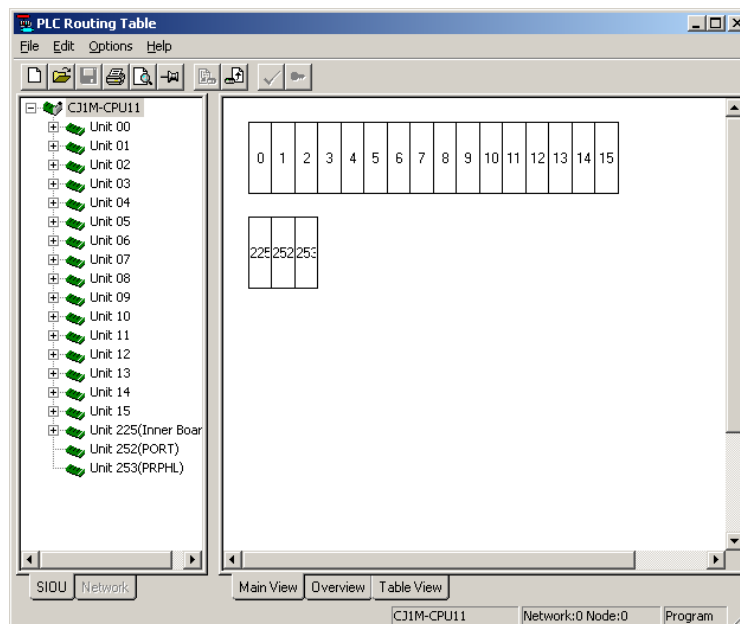 PLC Routing Table
File Edit Options Help
CJ1M-CPU11
Unit 00
Unit 01
Unit 02
Unit 03
Unit 04
Unit 05
Unit 06
Unit 07
Unit 08
Unit 09
Unit 10
Unit 11
Unit 12
Unit 13
Unit 14
Unit 15
Unit 225(Inner Boar
Unit 252(PORT)
Unit 253(PRPHL)
0 1 2 3 4 5 6 7 8 9 10 11 12 13 14 15
225 252 253
SIOU Network
Main View Overview Table View
CJ1M-CPU11 Network:0 Node:0 Program